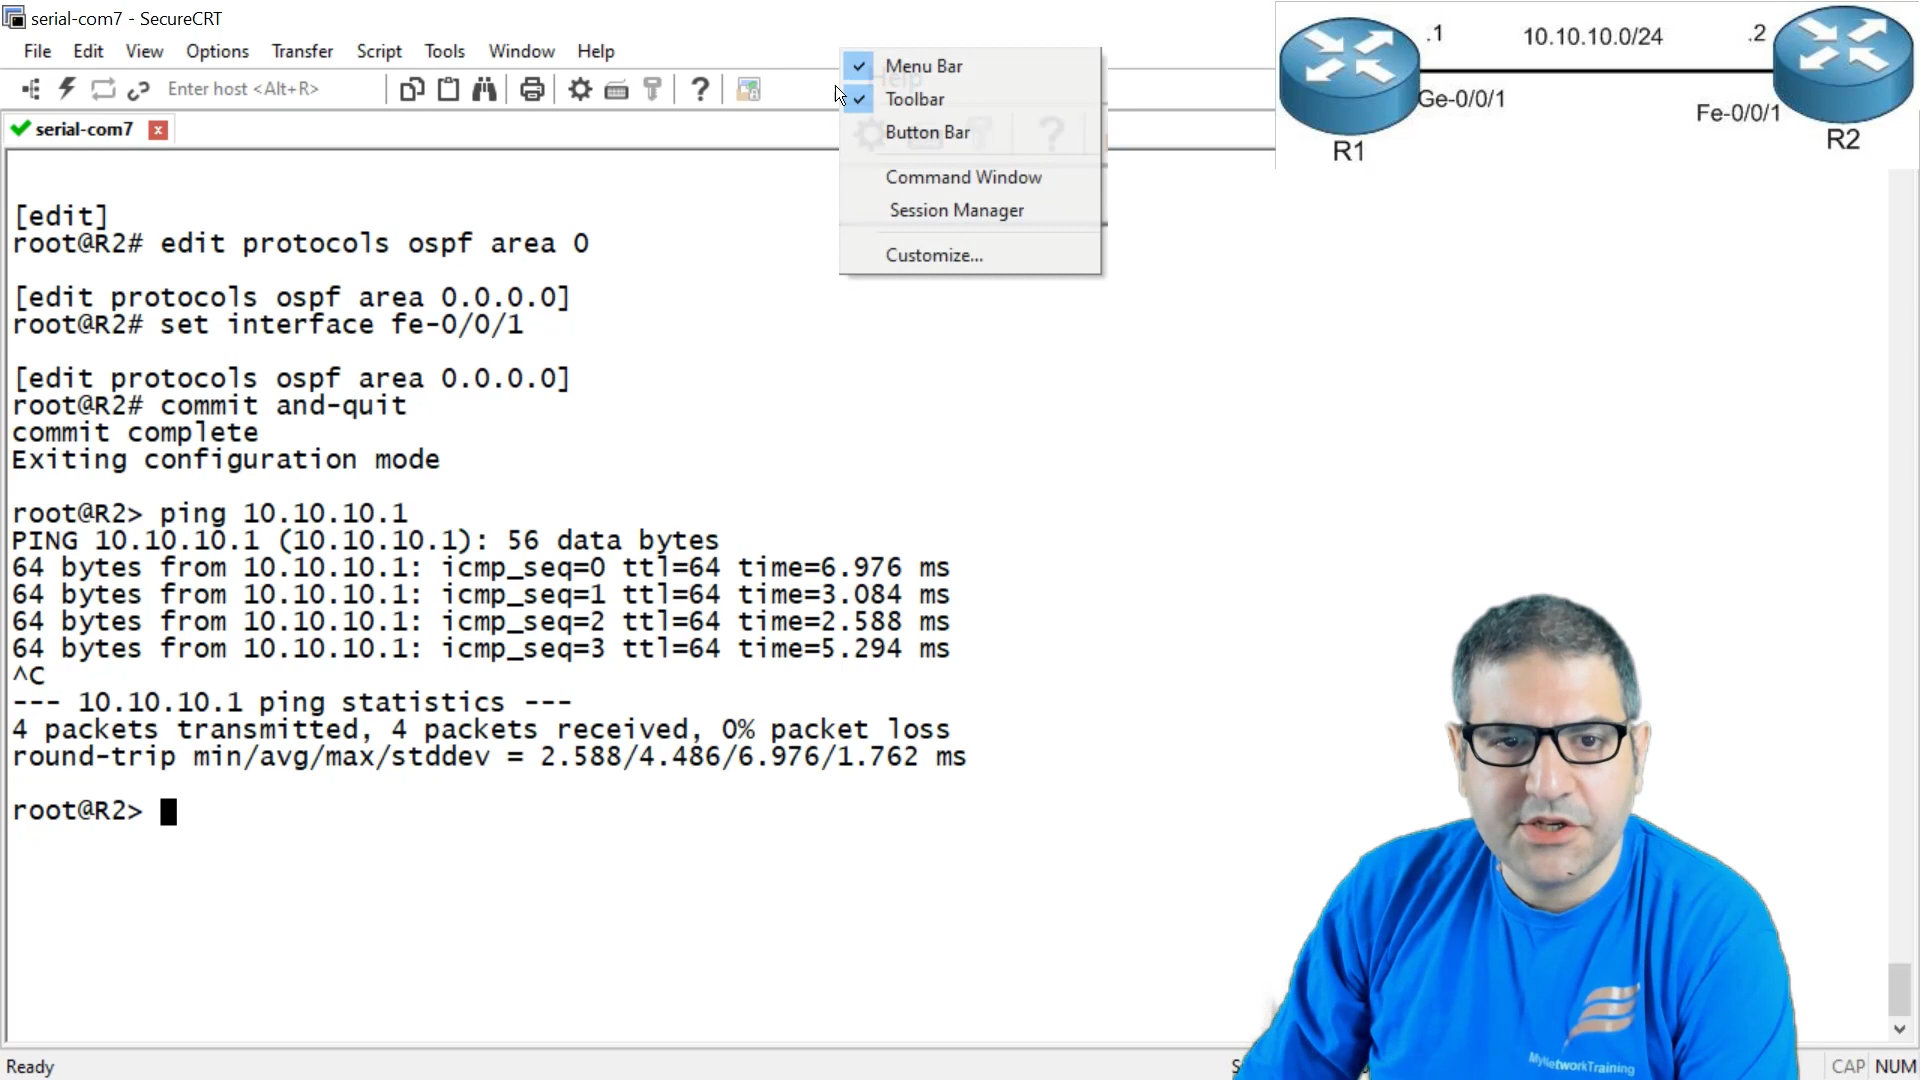 serial-com7 - SecureCRT
File Edit View Options Transfer Script Tools Window Help
Enter host <Alt+R>
serial-com7
Menu Bar
Toolbar
Button Bar
Command Window
Session Manager
Customize...
.1 10.10.10.0/24 .2
Ge-0/0/1
Fe-0/0/1
R1
R2
[edit]
root@R2# edit protocols ospf area 0
[edit protocols ospf area 0.0.0.0]
root@R2# set interface fe-0/0/1
[edit protocols ospf area 0.0.0.0]
root@R2# commit and-quit
commit complete
Exiting configuration mode
root@R2> ping 10.10.10.1
PING 10.10.10.1 (10.10.10.1): 56 data bytes
64 bytes from 10.10.10.1: icmp_seq=0 ttl=64 time=6.976 ms
64 bytes from 10.10.10.1: icmp_seq=1 ttl=64 time=3.084 ms
64 bytes from 10.10.10.1: icmp_seq=2 ttl=64 time=2.588 ms
64 bytes from 10.10.10.1: icmp_seq=3 ttl=64 time=5.294 ms
^C
--- 10.10.10.1 ping statistics ---
4 packets transmitted, 4 packets received, 0% packet loss
round-trip min/avg/max/stddev = 2.588/4.486/6.976/1.762 ms
root@R2>
MyNetworkTraining
Ready
CAP NUM